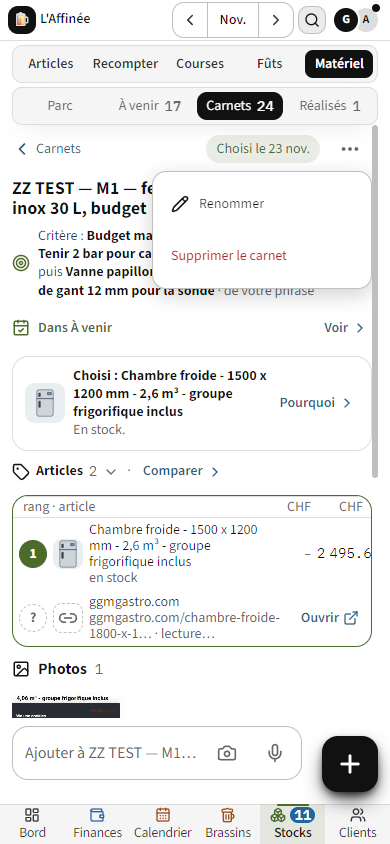 L'Affinée
Nov.
G A
Articles Recompter Courses Fûts Matériel
Parc À venir 17 Carnets 24 Réalisés 1
Carnets
Choisi le 23 nov.
ZZ TEST — M1 — fe
inox 30 L, budget
Renommer
Supprimer le carnet
Critère : Budget ma
Tenir 2 bar pour ca
puis Vanne papillon
de gant 12 mm pour la sonde · de votre phrase
Dans À venir Voir
Choisi : Chambre froide - 1500 x
1200 mm - 2,6 m³ - groupe
frigorifique inclus
En stock.
Pourquoi
Articles 2 · Comparer
rang · article CHF CHF
1
Chambre froide - 1500 x 1200
mm - 2,6 m³ - groupe
frigorifique inclus
en stock
– 2 495.6
?
ggmgastro.com
ggmgastro.com/chambre-froide-
1800-x-1… · lecture…
Ouvrir
Photos 1
4,06 m³ - groupe frigorifique inclus
Ajouter à ZZ TEST — M1…
Bord Finances Calendrier Brassins Stocks 11 Clients